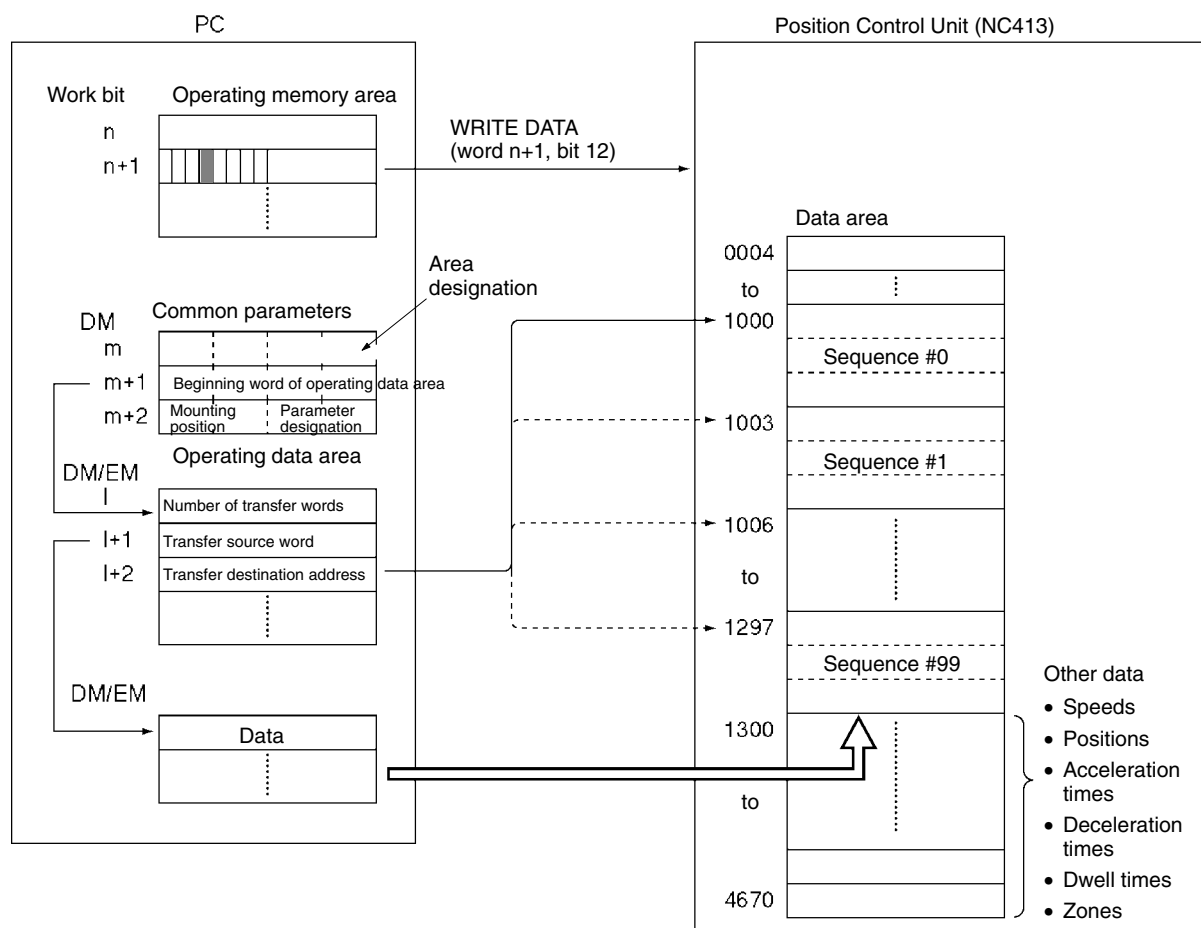 PC
Position Control Unit (NC413)
Work bit
Operating memory area
n
n+1
WRITE DATA
(word n+1, bit 12)
Area
designation
DM
Common parameters
m
m+1
Beginning word of operating data area
m+2
Mounting
position
Parameter
designation
Operating data area
DM/EM
l
Number of transfer words
l+1
Transfer source word
l+2
Transfer destination address
DM/EM
Data
Data area
0004
to
1000
Sequence #0
1003
Sequence #1
1006
to
1297
Sequence #99
1300
to
4670
Other data
• Speeds
• Positions
• Acceleration
times
• Deceleration
times
• Dwell times
• Zones